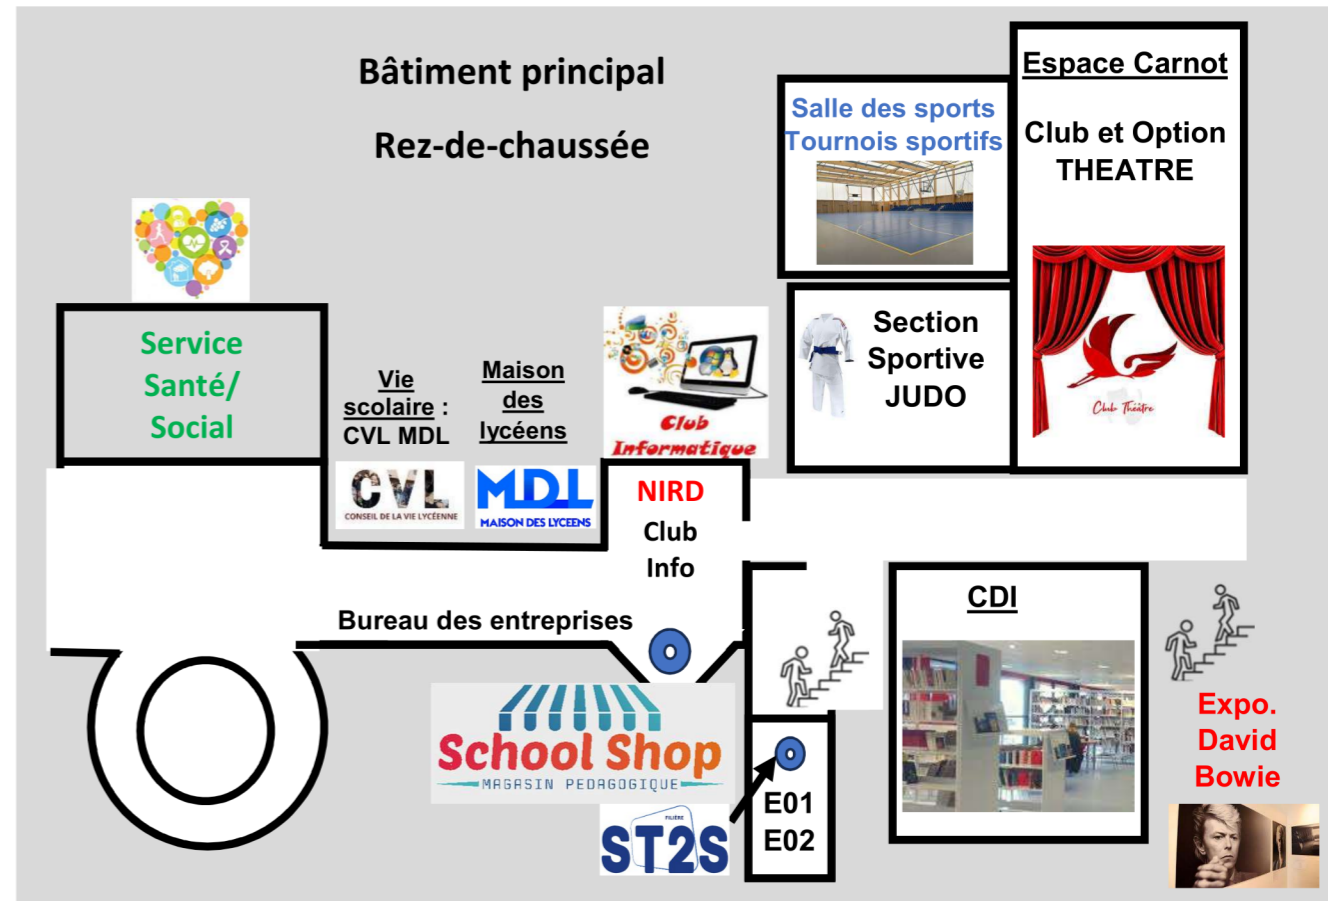 Bâtiment principal
Rez-de-chaussée
Espace Carnot
Club et Option
THEATRE
Club Théâtre
Salle des sports
Tournois sportifs
Section
Sportive
JUDO
Service
Santé/
Social
Vie
scolaire :
CVL MDL
CVL
CONSEIL DE LA VIE LYCÉENNE
Maison
des
lycéens
MDL
MAISON DES LYCEENS
Club
Informatique
NIRD
Club
Info
Bureau des entreprises
School Shop
MAGASIN PEDAGOGIQUE
FILIÈRE
ST2S
E01
E02
CDI
Expo.
David
Bowie